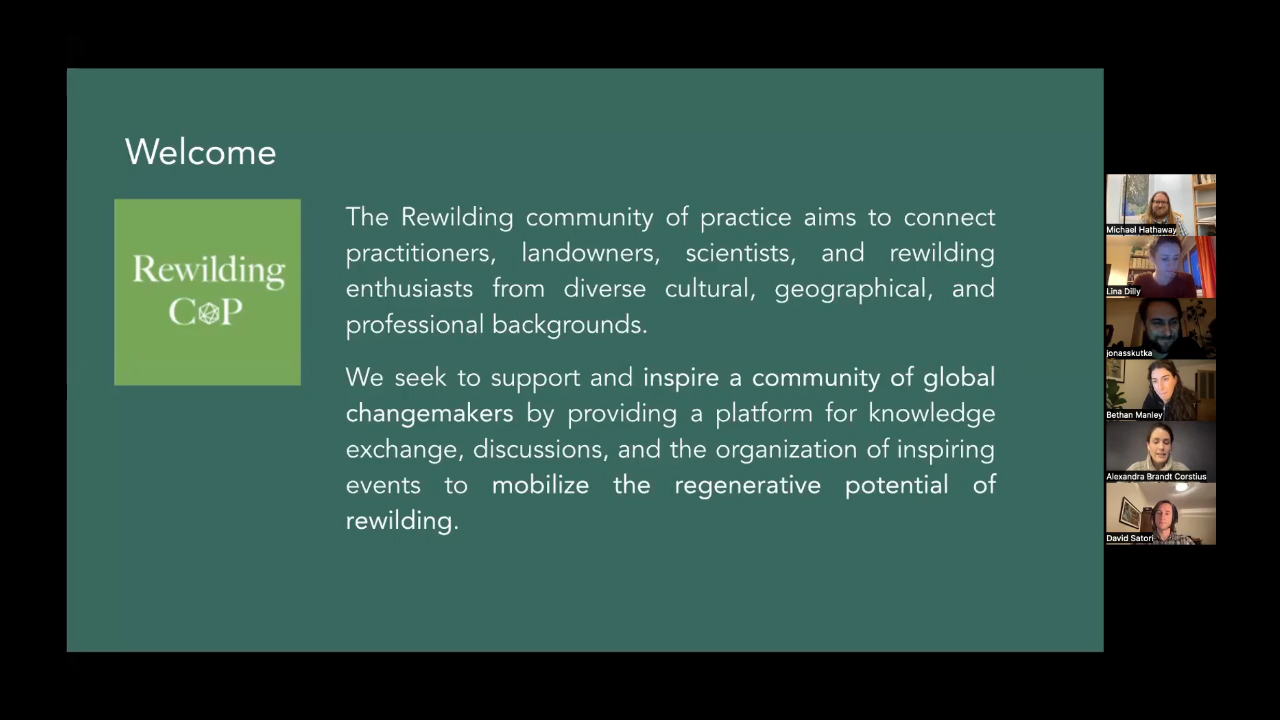 Welcome
Rewilding
CoP
The Rewilding community of practice aims to connect
practitioners, landowners, scientists, and rewilding
enthusiasts from diverse cultural, geographical, and
professional backgrounds.
We seek to support and inspire a community of global
changemakers by providing a platform for knowledge
exchange, discussions, and the organization of inspiring
events to mobilize the regenerative potential of
rewilding.
Michael Hathaway
Lina Dilly
jonasskutka
Bethan Manley
Alexandra Brandt Corstius
David Satori